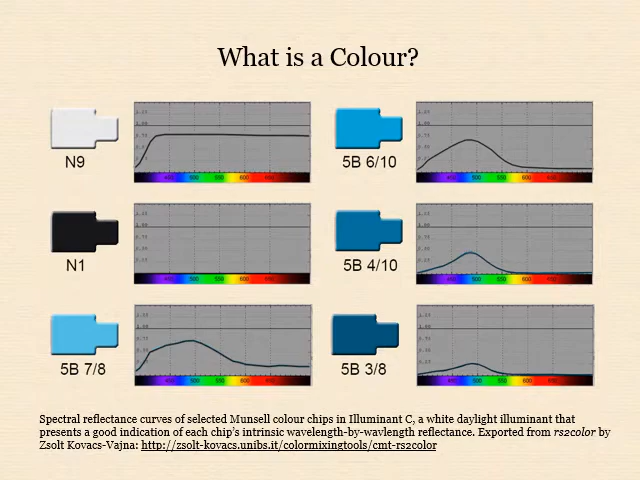 What is a Colour?
N9
5B 6/10
N1
5B 4/10
5B 7/8
5B 3/8
Spectral reflectance curves of selected Munsell colour chips in Illuminant C, a white daylight illuminant that
presents a good indication of each chip's intrinsic wavelength-by-wavlength reflectance. Exported from rs2color by
Zsolt Kovacs-Vajna: http://zsolt-kovacs.unibs.it/colormixingtools/cmt-rs2color